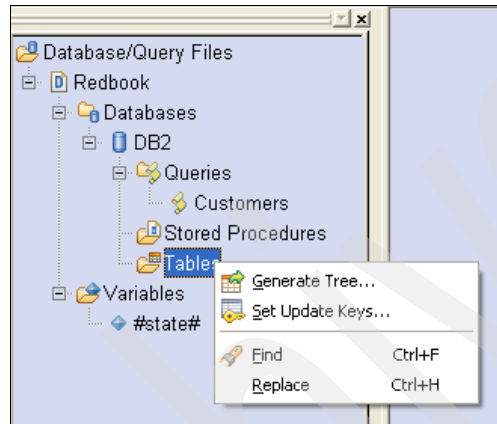 Database/Query Files
Redbook
Databases
DB2
Queries
Customers
Stored Procedures
Tables
Generate Tree...
Set Update Keys...
Variables
#state#
Find Ctrl+F
Replace Ctrl+H